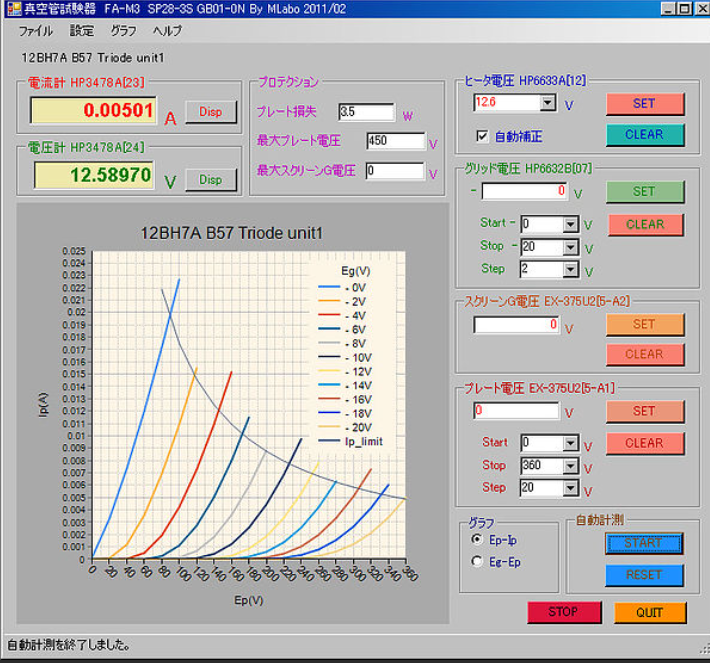 真空管試験器 FA-M3 SP28-3S GB01-0N By MLabo 2011/02
ファイル 設定 グラフ ヘルプ
12BH7A B57 Triode unit1
電流計 HP3478A[23]
0.00501 A Disp
電圧計 HP3478A[24]
12.58970 V Disp
プロテクション
プレート損失 3.5 W
最大プレート電圧 450 V
最大スクリーンG電圧 0 V
ヒータ電圧 HP6633A[12]
12.6 V SET
自動補正 CLEAR
グリッド電圧 HP6632B[07]
- 0 V SET
Start - 0 V CLEAR
Stop - 20 V
Step 2 V
スクリーンG電圧 EX-375U2[5-A2]
0 V SET
CLEAR
プレート電圧 EX-375U2[5-A1]
0 V SET
Start 0 V CLEAR
Stop 360 V
Step 20 V
グラフ
Ep-Ip
Eg-Ep
自動計測
START
RESET
STOP QUIT
12BH7A B57 Triode unit1
Ip(A)
0.025
0.024
0.023
0.022
0.021
0.02
0.019
0.018
0.017
0.016
0.015
0.014
0.013
0.012
0.011
0.01
0.009
0.008
0.007
0.006
0.005
0.004
0.003
0.002
0.001
0
Eg(V)
- 0V
- 2V
- 4V
- 6V
- 8V
- 10V
- 12V
- 14V
- 16V
- 18V
- 20V
Ip_limit
0 20 40 60 80 100 120 140 160 180 200 220 240 260 280 300 320 340 360
Ep(V)
自動計測を終了しました。